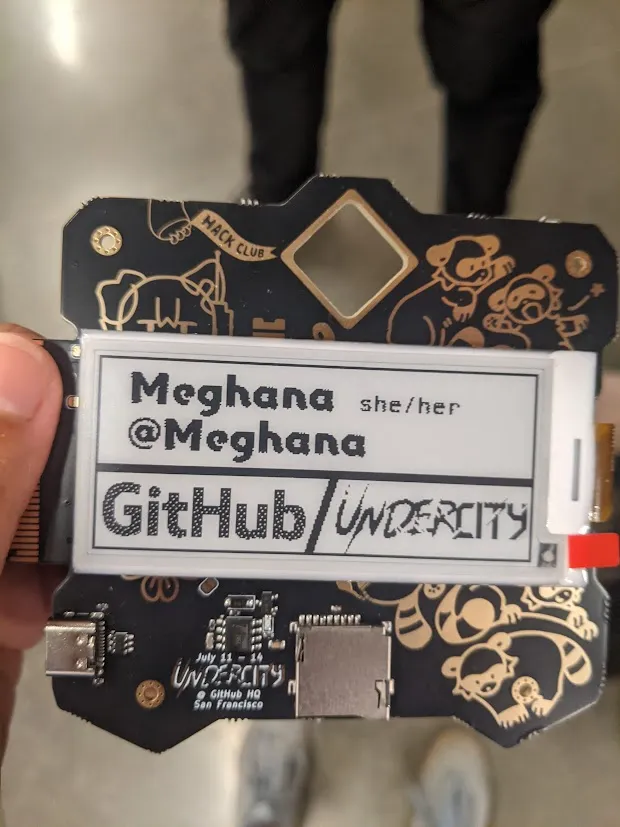 HACK CLUB
Meghana she/her
@Meghana
GitHub/UNDERCITY
July 11 - 14
UNDERCITY
@ GitHub HQ
San Francisco